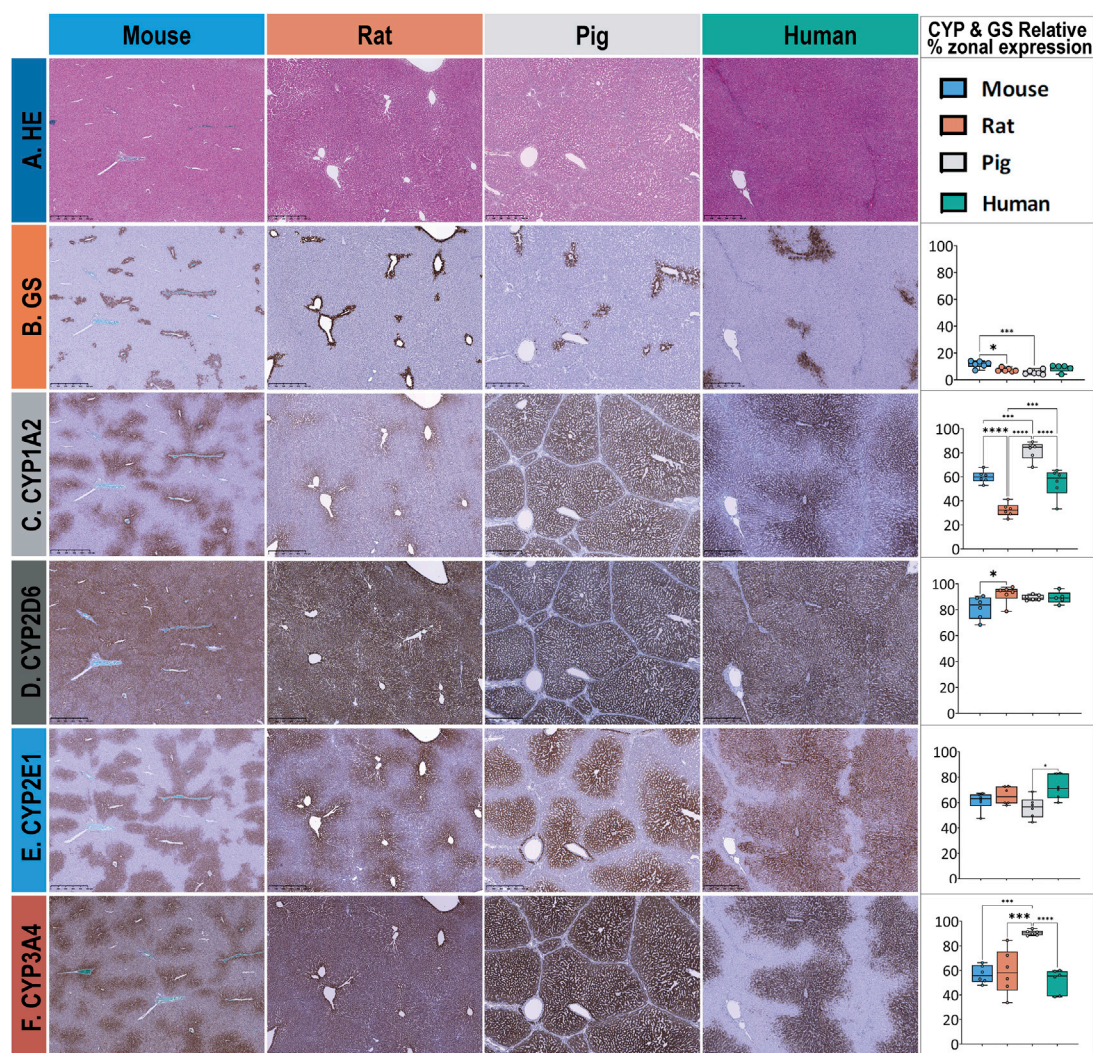 Mouse Rat Pig Human CYP & GS Relative
% zonal expression
A. HE
Mouse
Rat
Pig
Human
B. GS
100
80
60
40
20
0
***
*
C. CYP1A2
100
80
60
40
20
0
***
***
**** **** ****
D. CYP2D6
100
80
60
40
20
0
*
E. CYP2E1
100
80
60
40
20
0
*
F. CYP3A4
100
80
60
40
20
0
***
*** ****